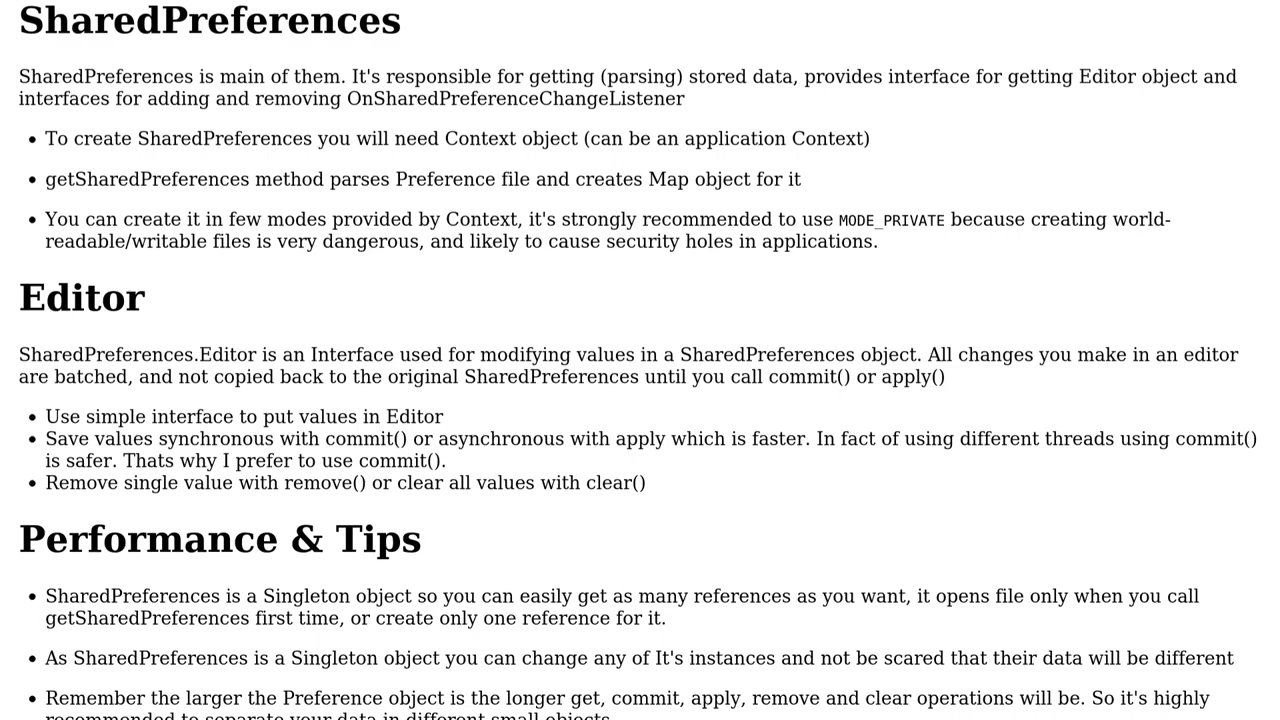 SharedPreferences
SharedPreferences is main of them. It's responsible for getting (parsing) stored data, provides interface for getting Editor object and
interfaces for adding and removing OnSharedPreferenceChangeListener
• To create SharedPreferences you will need Context object (can be an application Context)
• getSharedPreferences method parses Preference file and creates Map object for it
• You can create it in few modes provided by Context, it's strongly recommended to use MODE_PRIVATE because creating world-
readable/writable files is very dangerous, and likely to cause security holes in applications.
Editor
SharedPreferences.Editor is an Interface used for modifying values in a SharedPreferences object. All changes you make in an editor
are batched, and not copied back to the original SharedPreferences until you call commit() or apply()
• Use simple interface to put values in Editor
• Save values synchronous with commit() or asynchronous with apply which is faster. In fact of using different threads using commit()
is safer. Thats why I prefer to use commit().
• Remove single value with remove() or clear all values with clear()
Performance & Tips
• SharedPreferences is a Singleton object so you can easily get as many references as you want, it opens file only when you call
getSharedPreferences first time, or create only one reference for it.
• As SharedPreferences is a Singleton object you can change any of It's instances and not be scared that their data will be different
• Remember the larger the Preference object is the longer get, commit, apply, remove and clear operations will be. So it's highly
recommended to separate your data in different small objects.